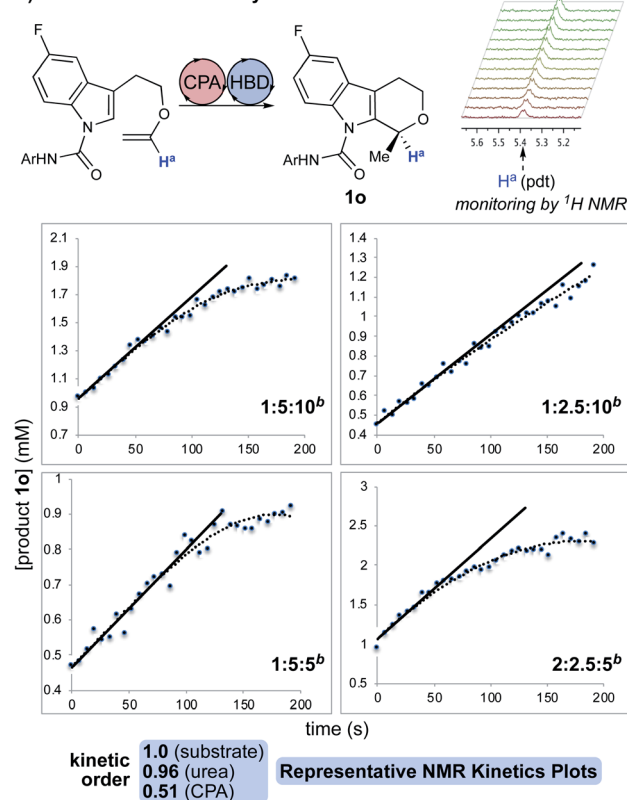 F
N
O
ArHN
O
Hᵃ
CPA HBD
F
N
O
ArHN
O
Me
H
Hᵃ
1o
5.6 5.5 5.4 5.3 5.2
Hᵃ (pdt)
monitoring by ¹H NMR
[product 1o] (mM)
2.1
1.9
1.7
1.5
1.3
1.1
0.9
0.7
0 50 100 150 200
1:5:10ᵇ
1.4
1.3
1.2
1.1
1
0.9
0.8
0.7
0.6
0.5
0.4
0 50 100 150 200
1:2.5:10ᵇ
1
0.9
0.8
0.7
0.6
0.5
0.4
0 50 100 150 200
1:5:5ᵇ
3
2.5
2
1.5
1
0.5
0 50 100 150 200
2:2.5:5ᵇ
time (s)
kinetic
order
1.0 (substrate)
0.96 (urea)
0.51 (CPA)
Representative NMR Kinetics Plots